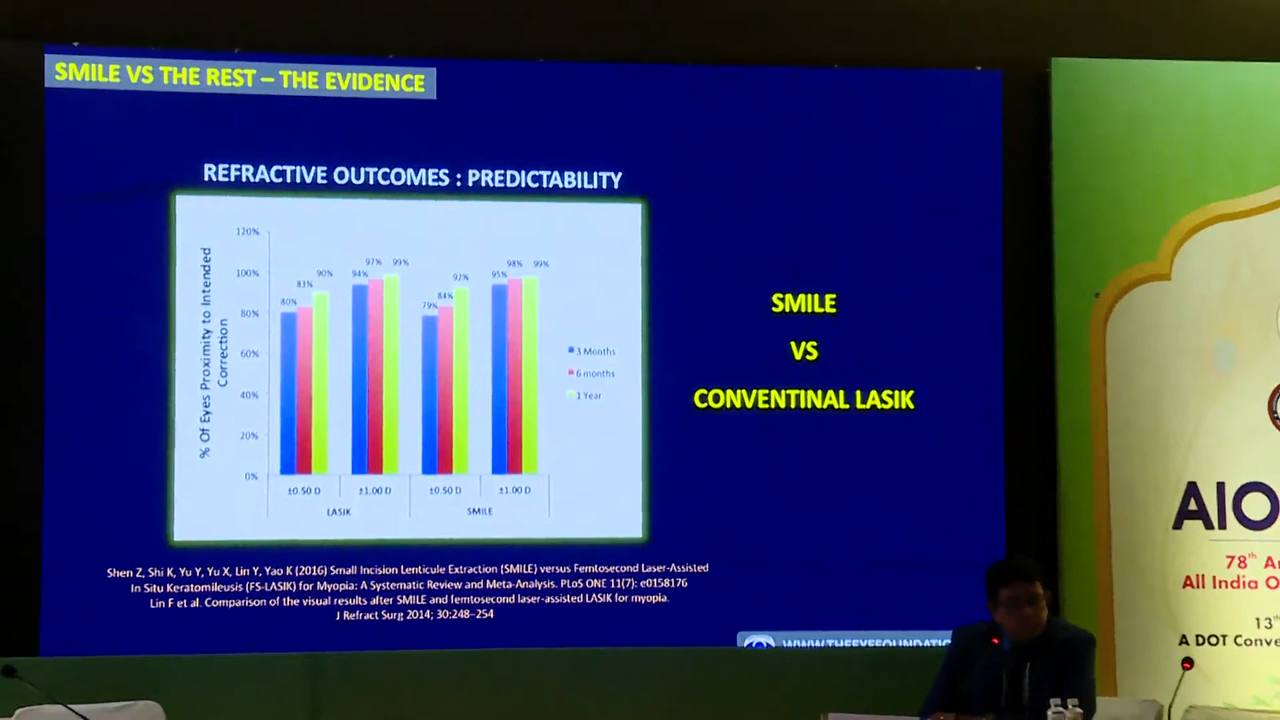 SMILE VS THE REST – THE EVIDENCE
REFRACTIVE OUTCOMES : PREDICTABILITY
% Of Eyes Proximity to Intended
Correction
120%
100%
80%
60%
40%
20%
0%
80%
83%
90%
94%
97%
99%
79%
84%
92%
95%
98%
99%
3 Months
6 months
1 Year
±0.50 D
±1.00 D
±0.50 D
±1.00 D
LASIK
SMILE
SMILE
VS
CONVENTINAL LASIK
Shen Z, Shi K, Yu Y, Yu X, Lin Y, Yao K (2016) Small Incision Lenticule Extraction (SMILE) versus Femtosecond Laser-Assisted
In Situ Keratomileusis (FS-LASIK) for Myopia: A Systematic Review and Meta-Analysis. PLoS ONE 11(7): e0158176
Lin F et al. Comparison of the visual results after SMILE and femtosecond laser-assisted LASIK for myopia.
J Refract Surg 2014; 30:248–254
AIO
78th A
All India O
13th
A DOT Conve